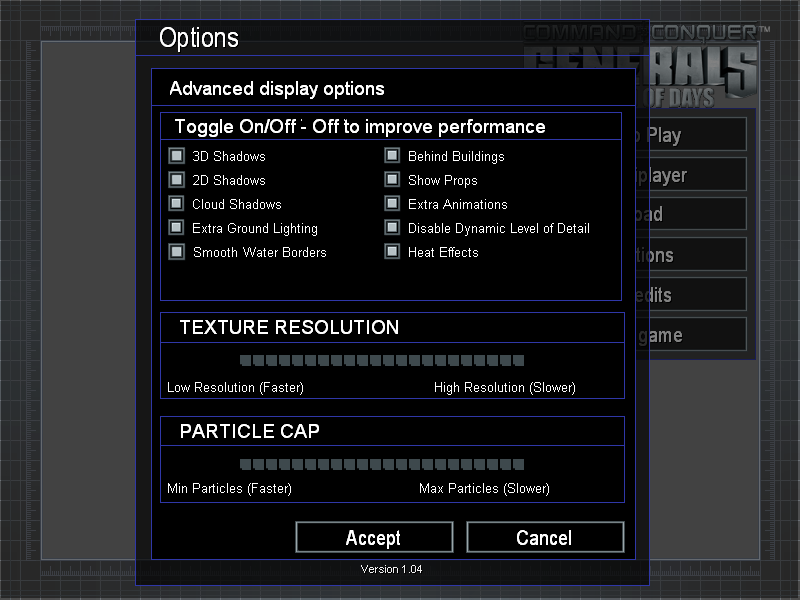 Options
COMMAND & CONQUER™
GENERALS
OF DAYS
Advanced display options
Toggle On/Off - Off to improve performance
3D Shadows
Behind Buildings
2D Shadows
Show Props
Cloud Shadows
Extra Animations
Extra Ground Lighting
Disable Dynamic Level of Detail
Smooth Water Borders
Heat Effects
Play
player
oad
tions
edits
game
TEXTURE RESOLUTION
Low Resolution (Faster)
High Resolution (Slower)
PARTICLE CAP
Min Particles (Faster)
Max Particles (Slower)
Accept
Cancel
Version 1.04